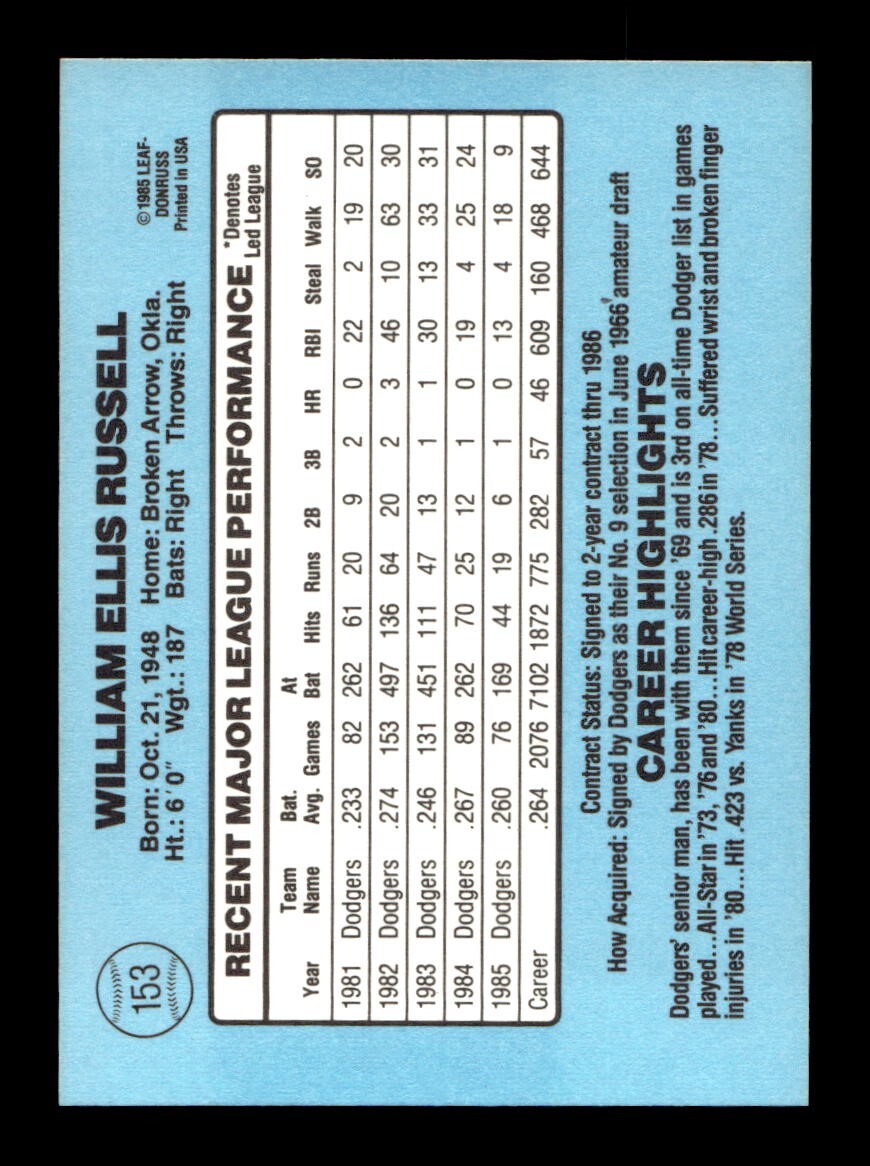 153
WILLIAM ELLIS RUSSELL
©1985 LEAF-
DONRUSS
Printed in USA
Born: Oct. 21, 1948 Home: Broken Arrow, Okla.
Ht.: 6'0" Wgt.: 187 Bats: Right Throws: Right
RECENT MAJOR LEAGUE PERFORMANCE *Denotes
Led League
Year Team Name Bat. Avg. Games At Bat Hits Runs 2B 3B HR RBI Steal Walk SO
1981 Dodgers .233 82 262 61 20 9 2 0 22 2 19 20
1982 Dodgers .274 153 497 136 64 20 2 3 46 10 63 30
1983 Dodgers .246 131 451 111 47 13 1 1 30 13 33 31
1984 Dodgers .267 89 262 70 25 12 1 0 19 4 25 24
1985 Dodgers .260 76 169 44 19 6 1 0 13 4 18 9
Career .264 2076 7102 1872 775 282 57 46 609 160 468 644
Contract Status: Signed to 2-year contract thru 1986
How Acquired: Signed by Dodgers as their No. 9 selection in June 1966 amateur draft
CAREER HIGHLIGHTS
Dodgers' senior man, has been with them since '69 and is 3rd on all-time Dodger list in games
played...All-Star in '73, '76 and '80...Hit career-high .286 in '78...Suffered wrist and broken finger
injuries in '80...Hit .423 vs. Yanks in '78 World Series.